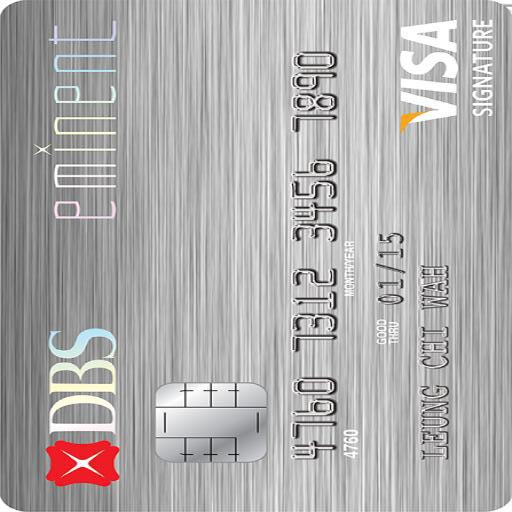 DBS eminent
4760 7312 3456 7890
4760
MONTH/YEAR
GOOD THRU 01/15
LEUNG CHI WAH
VISA
SIGNATURE